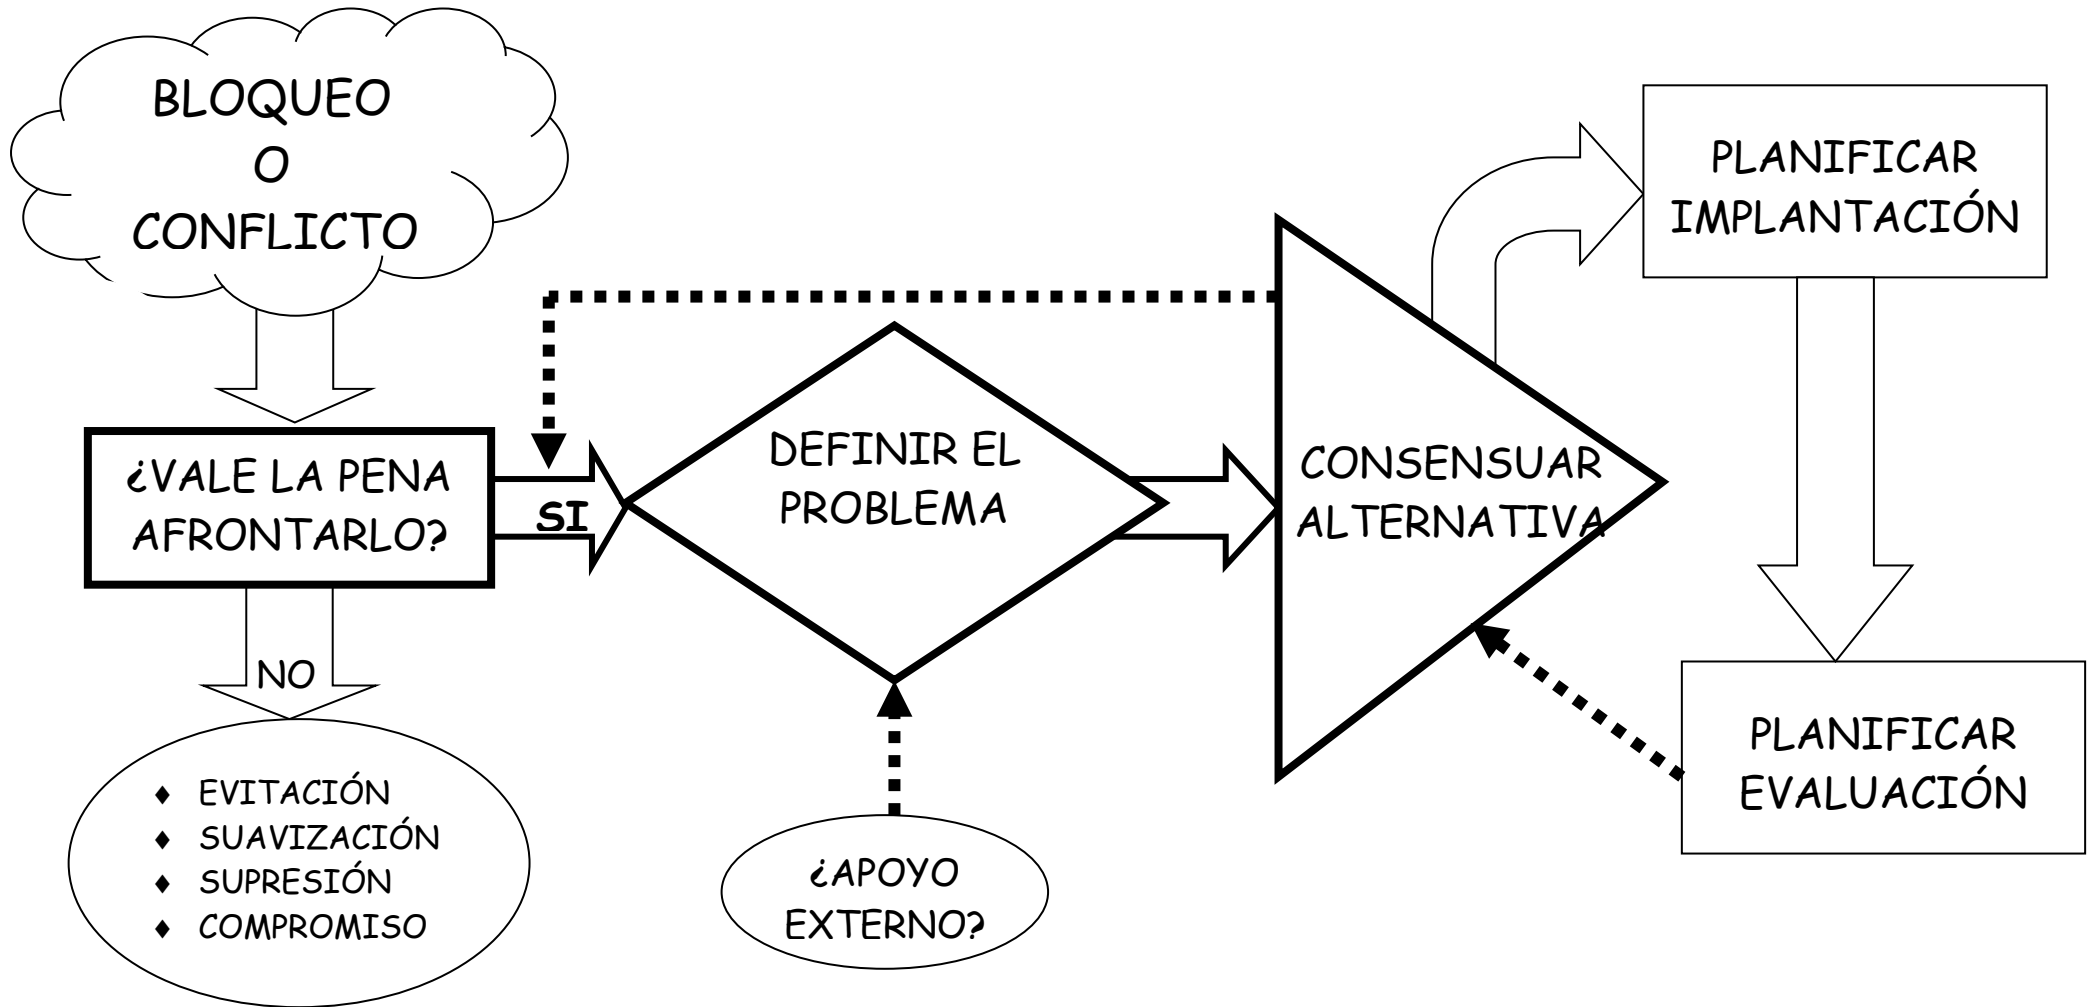 BLOQUEO
O
CONFLICTO
¿VALE LA PENA
AFRONTARLO?
SI
NO
♦ EVITACIÓN
♦ SUAVIZACIÓN
♦ SUPRESIÓN
♦ COMPROMISO
DEFINIR EL
PROBLEMA
¿APOYO
EXTERNO?
CONSENSUAR
ALTERNATIVA
PLANIFICAR
IMPLANTACIÓN
PLANIFICAR
EVALUACIÓN